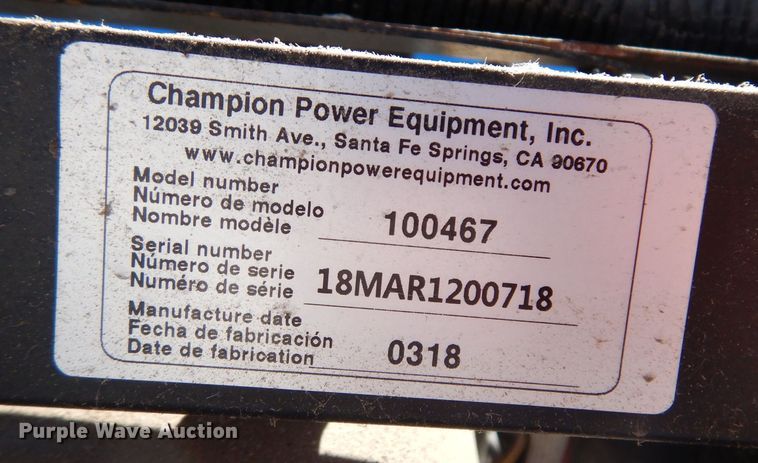 Champion Power Equipment, Inc.
12039 Smith Ave., Santa Fe Springs, CA 90670
www.championpowerequipment.com
Model number
Número de modelo
Nombre modèle
100467
Serial number
Número de serie
Numéro de série
18MAR1200718
Manufacture date
Fecha de fabricación
Date de fabrication
0318
Purple Wave Auction